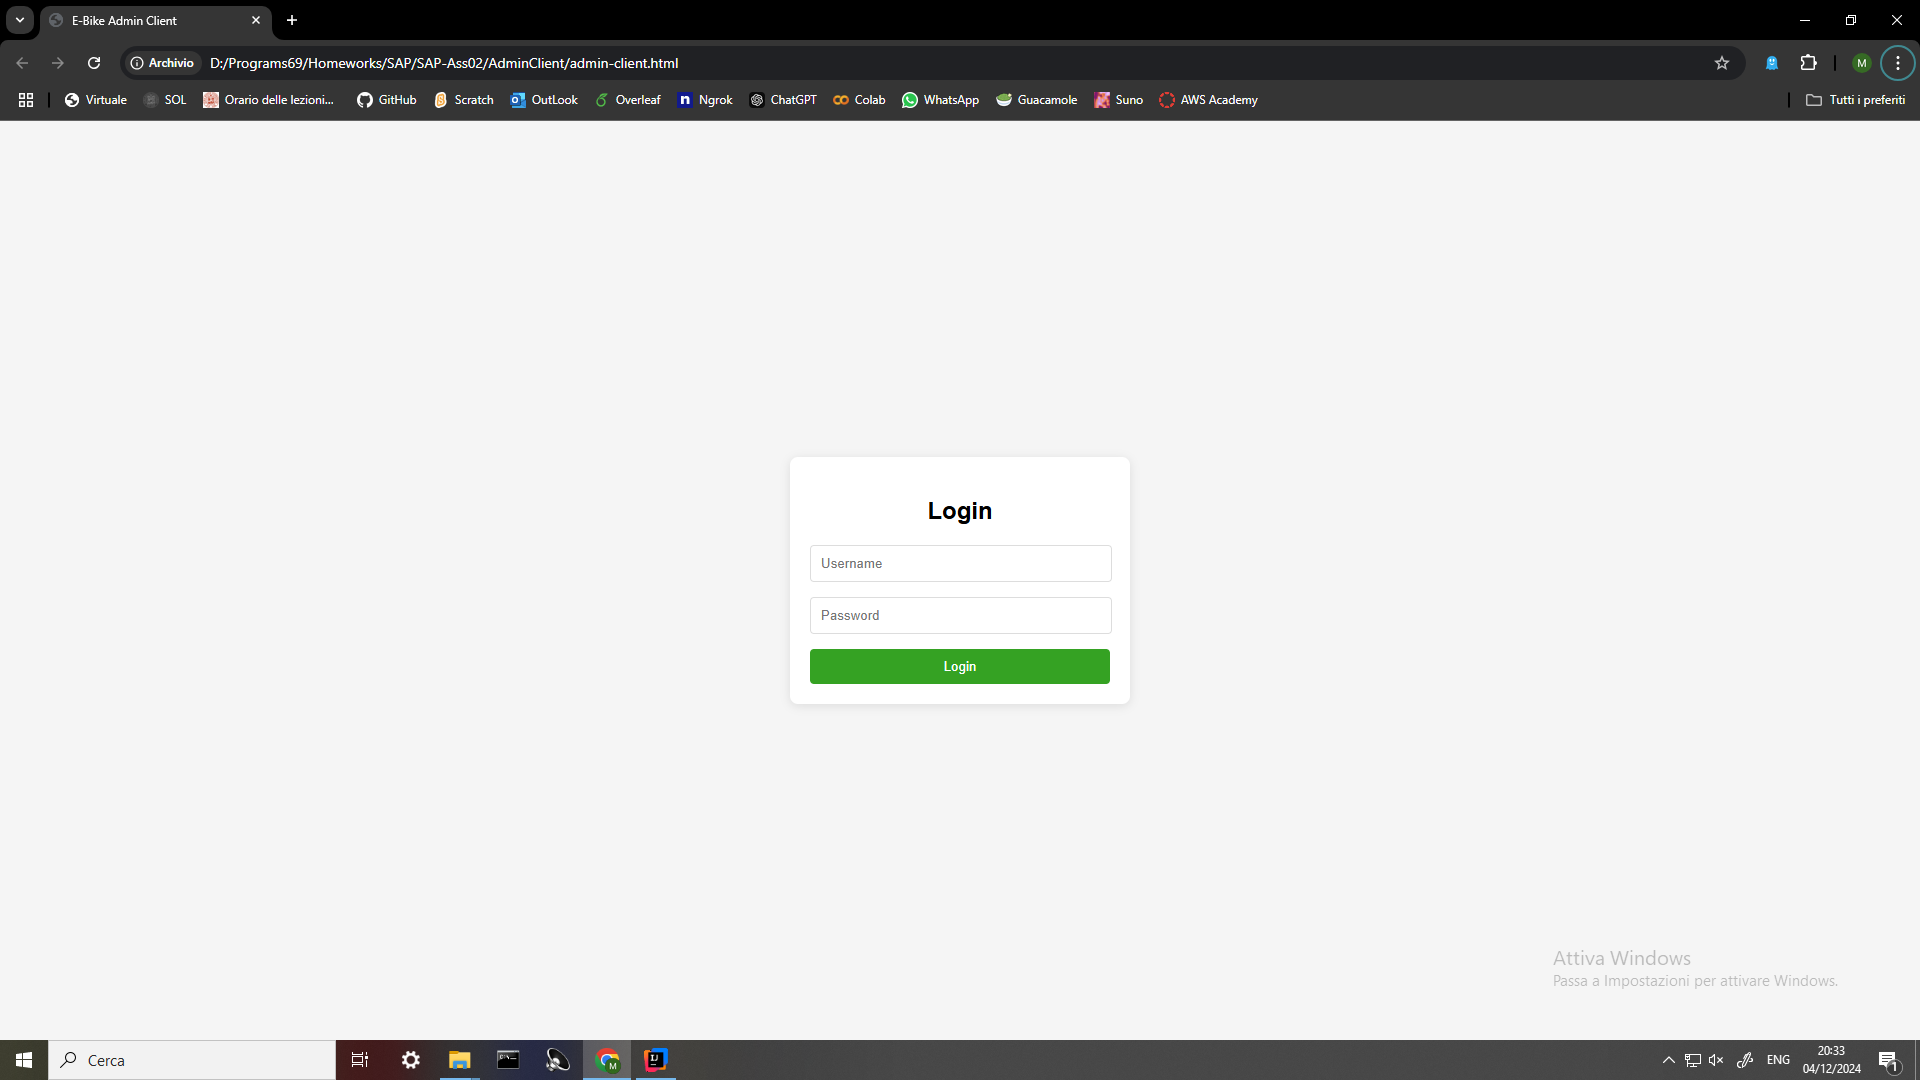 E-Bike Admin Client
Archivio
D:/Programs69/Homeworks/SAP/SAP-Ass02/AdminClient/admin-client.html
M
Virtuale
SOL
Orario delle lezioni...
GitHub
Scratch
OutLook
Overleaf
Ngrok
ChatGPT
Colab
WhatsApp
Guacamole
Suno
AWS Academy
Tutti i preferiti
Login
Username
Password
Login
Attiva Windows
Passa a Impostazioni per attivare Windows.
Cerca
ENG
20:33
04/12/2024
1